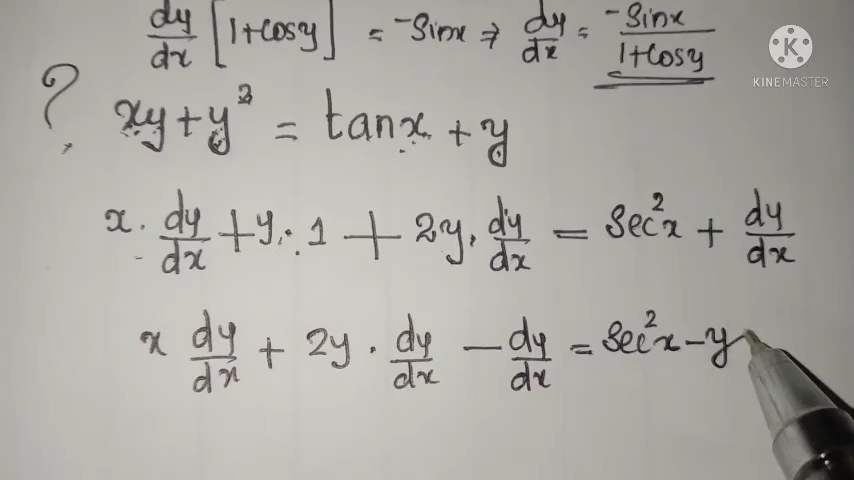 dy/dx [1+cosy] = -sinx ⇒ dy/dx = -sinx/1+cosy
K
KINEMASTER
?, xy + y² = tanx + y
x. dy/dx + y.1 + 2y. dy/dx = sec²x + dy/dx
x dy/dx + 2y. dy/dx - dy/dx = sec²x - y